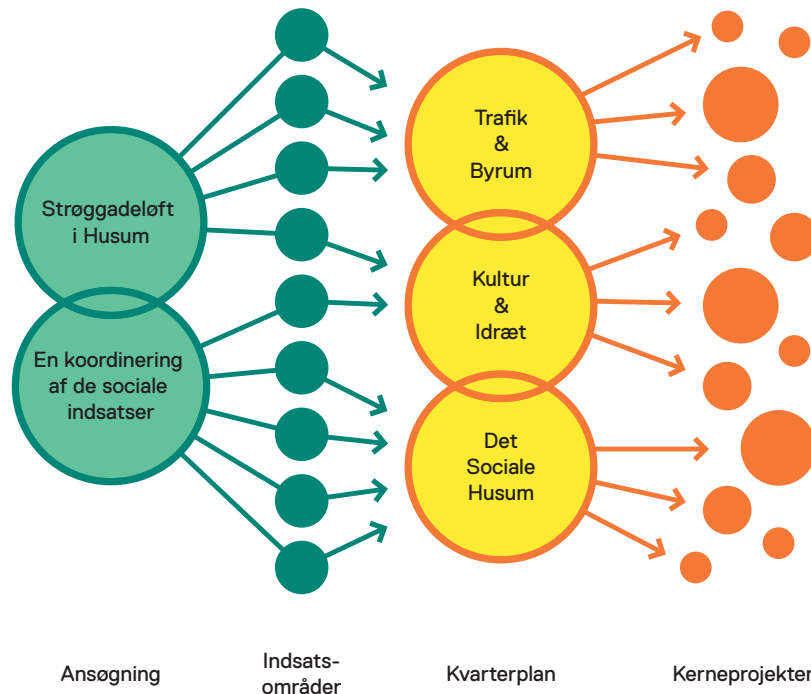 Strøggadeløft
i Husum
En koordinering
af de sociale
indsatser
Trafik
&
Byrum
Kultur
&
Idræt
Det
Sociale
Husum
Ansøgning
Indsats-
områder
Kvarterplan
Kerneprojekter